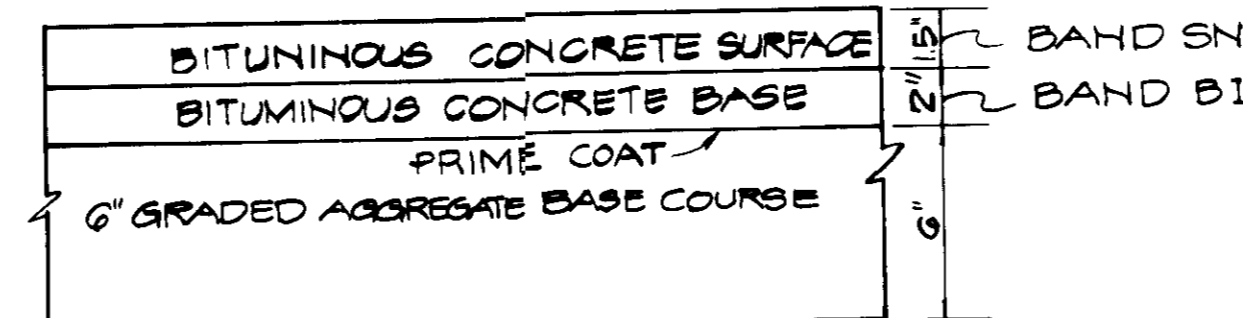 BITUNINOUS CONCRETE SURFACE
1.5"
BAND SN
BITUMINOUS CONCRETE BASE
2"
BAND BI
PRIME COAT
6" GRADED AGGREGATE BASE COURSE
6"